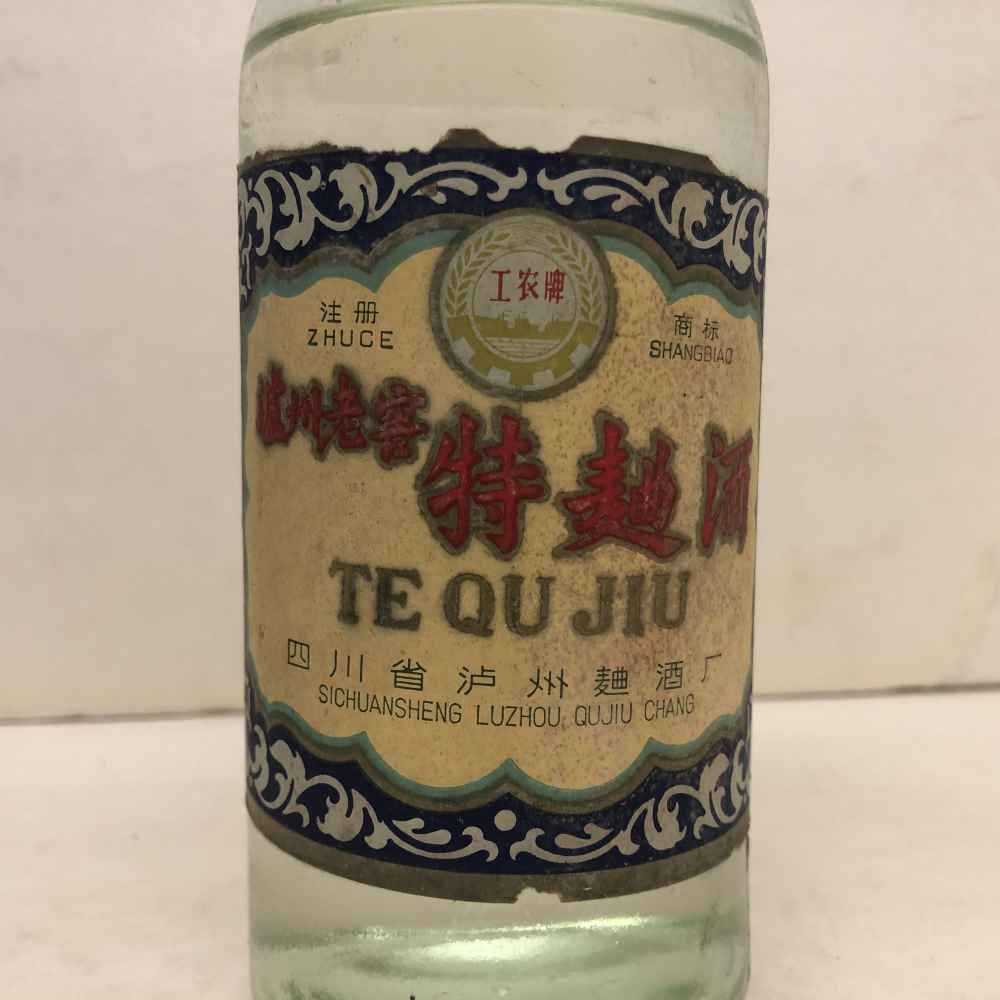 工农牌
注册
ZHUCE
商标
SHANGBIAO
泸州老窖
特麯酒
TE QU JIU
四川省泸州麯酒厂
SICHUANSHENG LUZHOU QUJIU CHANG